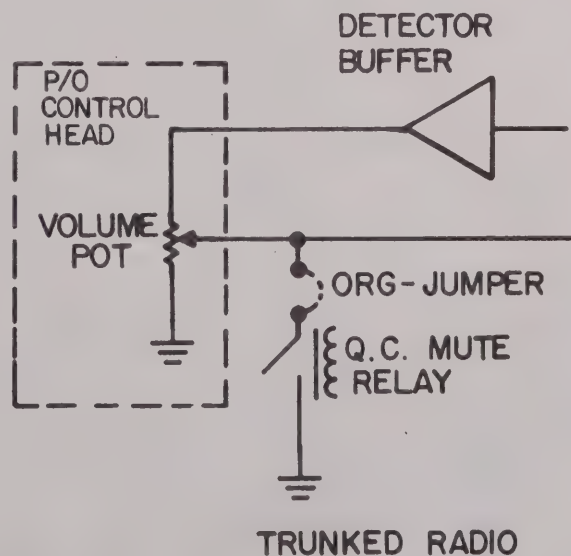 DETECTOR
BUFFER
P/O
CONTROL
HEAD
VOLUME
POT
ORG-JUMPER
Q.C. MUTE
RELAY
TRUNKED RADIO